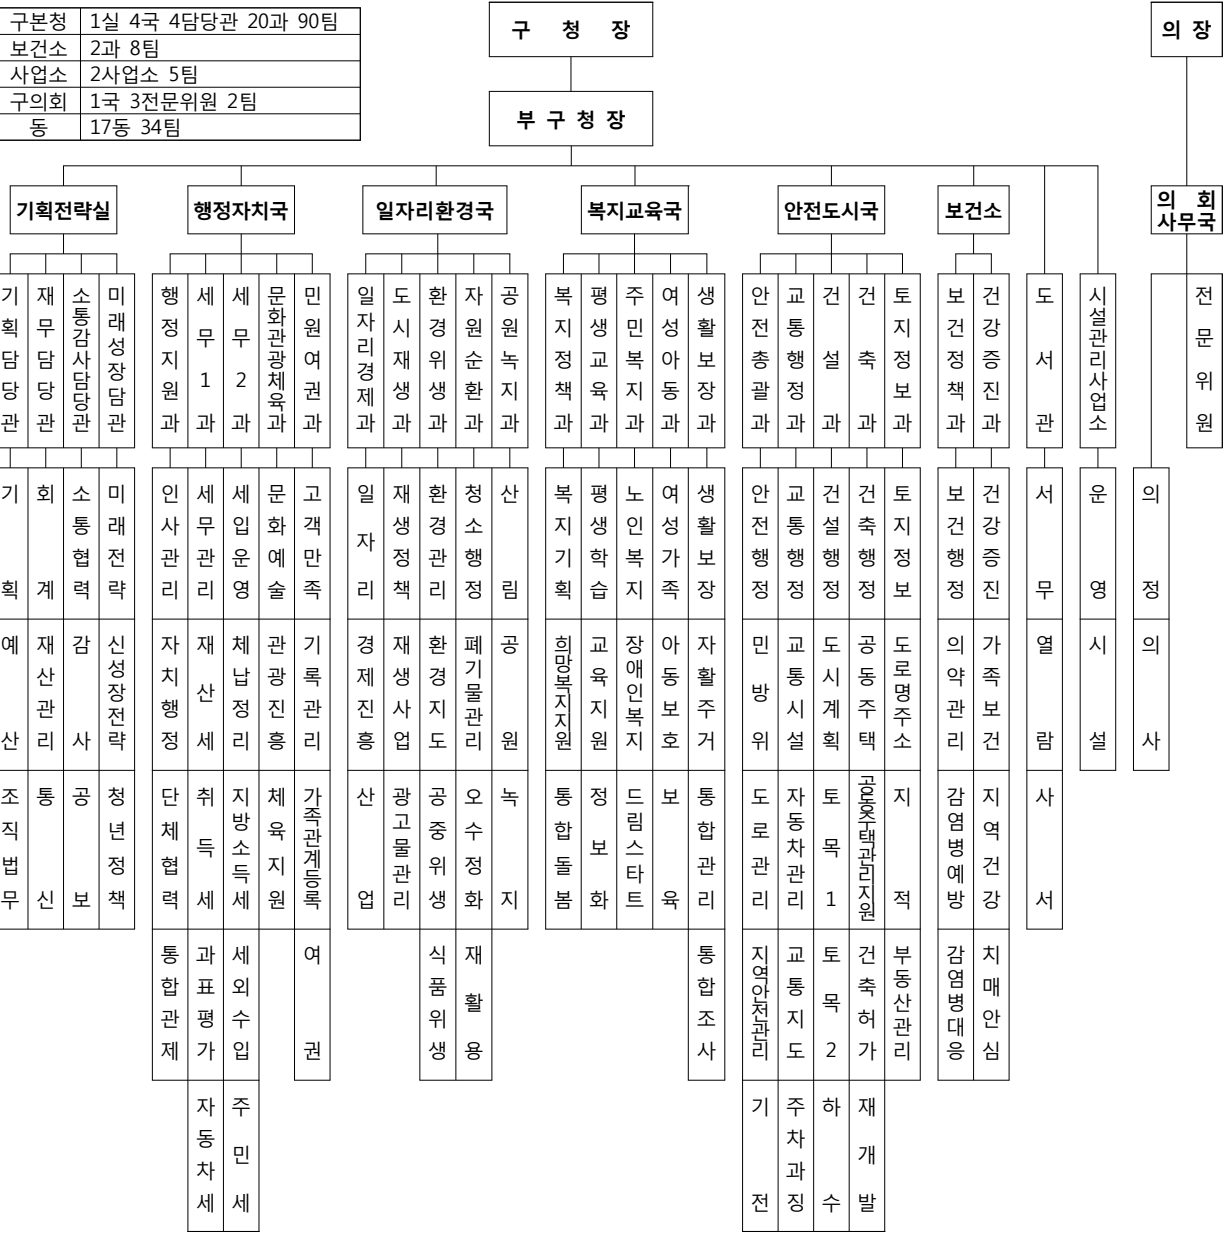 구본청 1실 4국 4담당관 20과 90팀
보건소 2과 8팀
사업소 2사업소 5팀
구의회 1국 3전문위원 2팀
동 17동 34팀
구 청 장
부 구 청 장
의 장
의 회
사무국
기획전략실
행정자치국
일자리환경국
복지교육국
안전도시국
보건소
기획담당관
재무담당관
소통감사담당관
미래성장담관
행정지원과
세무1과
세무2과
문화관광체육과
민원여권과
일자리경제과
도시재생과
환경위생과
자원순환과
공원녹지과
복지정책과
평생교육과
주민복지과
여성아동과
생활보장과
안전총괄과
교통행정과
건설과
건축과
토지정보과
보건정책과
건강증진과
도서관
시설관리사업소
전문위원
기획
회계
소통협력
미래전략
인사관리
세무관리
세입운영
문화예술
고객만족
일자리
재생정책
환경관리
청소행정
산림
복지기획
평생학습
노인복지
여성가족
생활보장
안전행정
교통행정
건설행정
건축행정
토지정보
보건행정
건강증진
서무
운영
의정
예산
재산관리
감사
신성장전략
자치행정
재산세
체납정리
관광진흥
기록관리
경제진흥
재생사업
환경지도
폐기물관리
공원
희망복지지원
교육지원
장애인복지
아동보호
자활주거
민방위
교통시설
도시계획
공동주택
도로명주소
의약관리
가족보건
열람
시설
의사
조직법무
통신
공보
청년정책
단체협력
취득세
지방소득세
체육지원
가족관계등록
산업
광고물관리
공중위생
오수정화
녹지
통합돌봄
정보화
드림스타트
보육
통합관리
도로관리
자동차관리
토목1
공동주택관리지원
지적
감염병예방
지역건강
사서
통합관제
과표평가
세외수입
여권
식품위생
재활용
통합조사
지역안전관리
교통지도
토목2
건축허가
부동산관리
감염병대응
치매안심
자동차세
주민세
기전
주차과징
하수
재개발